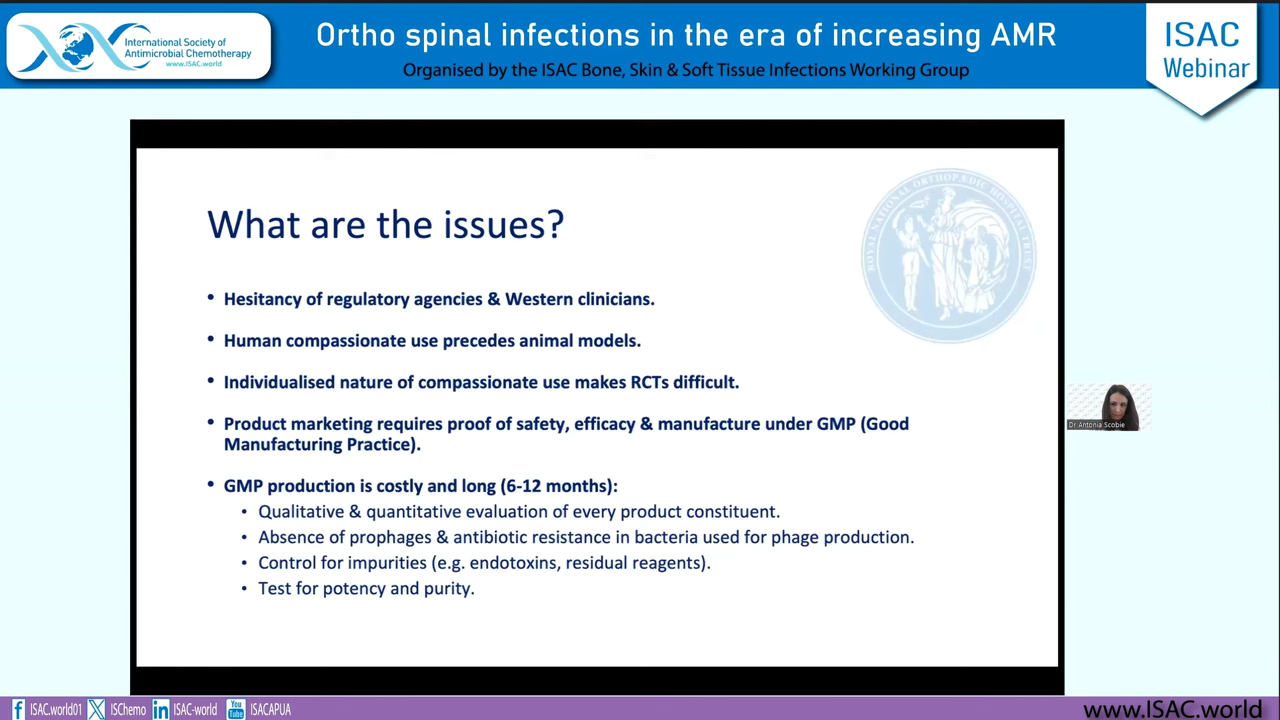 International Society of
Antimicrobial Chemotherapy
www.ISAC.world
Ortho spinal infections in the era of increasing AMR
Organised by the ISAC Bone, Skin & Soft Tissue Infections Working Group
ISAC
Webinar
What are the issues?
ROYAL NATIONAL ORTHOPÆDIC HOSPITAL TRUST
• Hesitancy of regulatory agencies & Western clinicians.
• Human compassionate use precedes animal models.
• Individualised nature of compassionate use makes RCTs difficult.
• Product marketing requires proof of safety, efficacy & manufacture under GMP (Good
Manufacturing Practice).
• GMP production is costly and long (6-12 months):
• Qualitative & quantitative evaluation of every product constituent.
• Absence of prophages & antibiotic resistance in bacteria used for phage production.
• Control for impurities (e.g. endotoxins, residual reagents).
• Test for potency and purity.
Dr Antonia Scobie
ISAC.world01
ISChemo
ISAC-world
ISACAPUA
www.ISAC.world